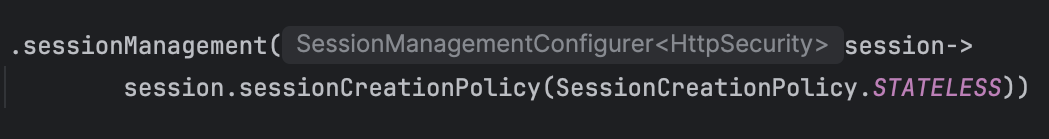 .sessionManagement( SessionManagementConfigurer<HttpSecurity> session->
session.sessionCreationPolicy(SessionCreationPolicy.STATELESS))